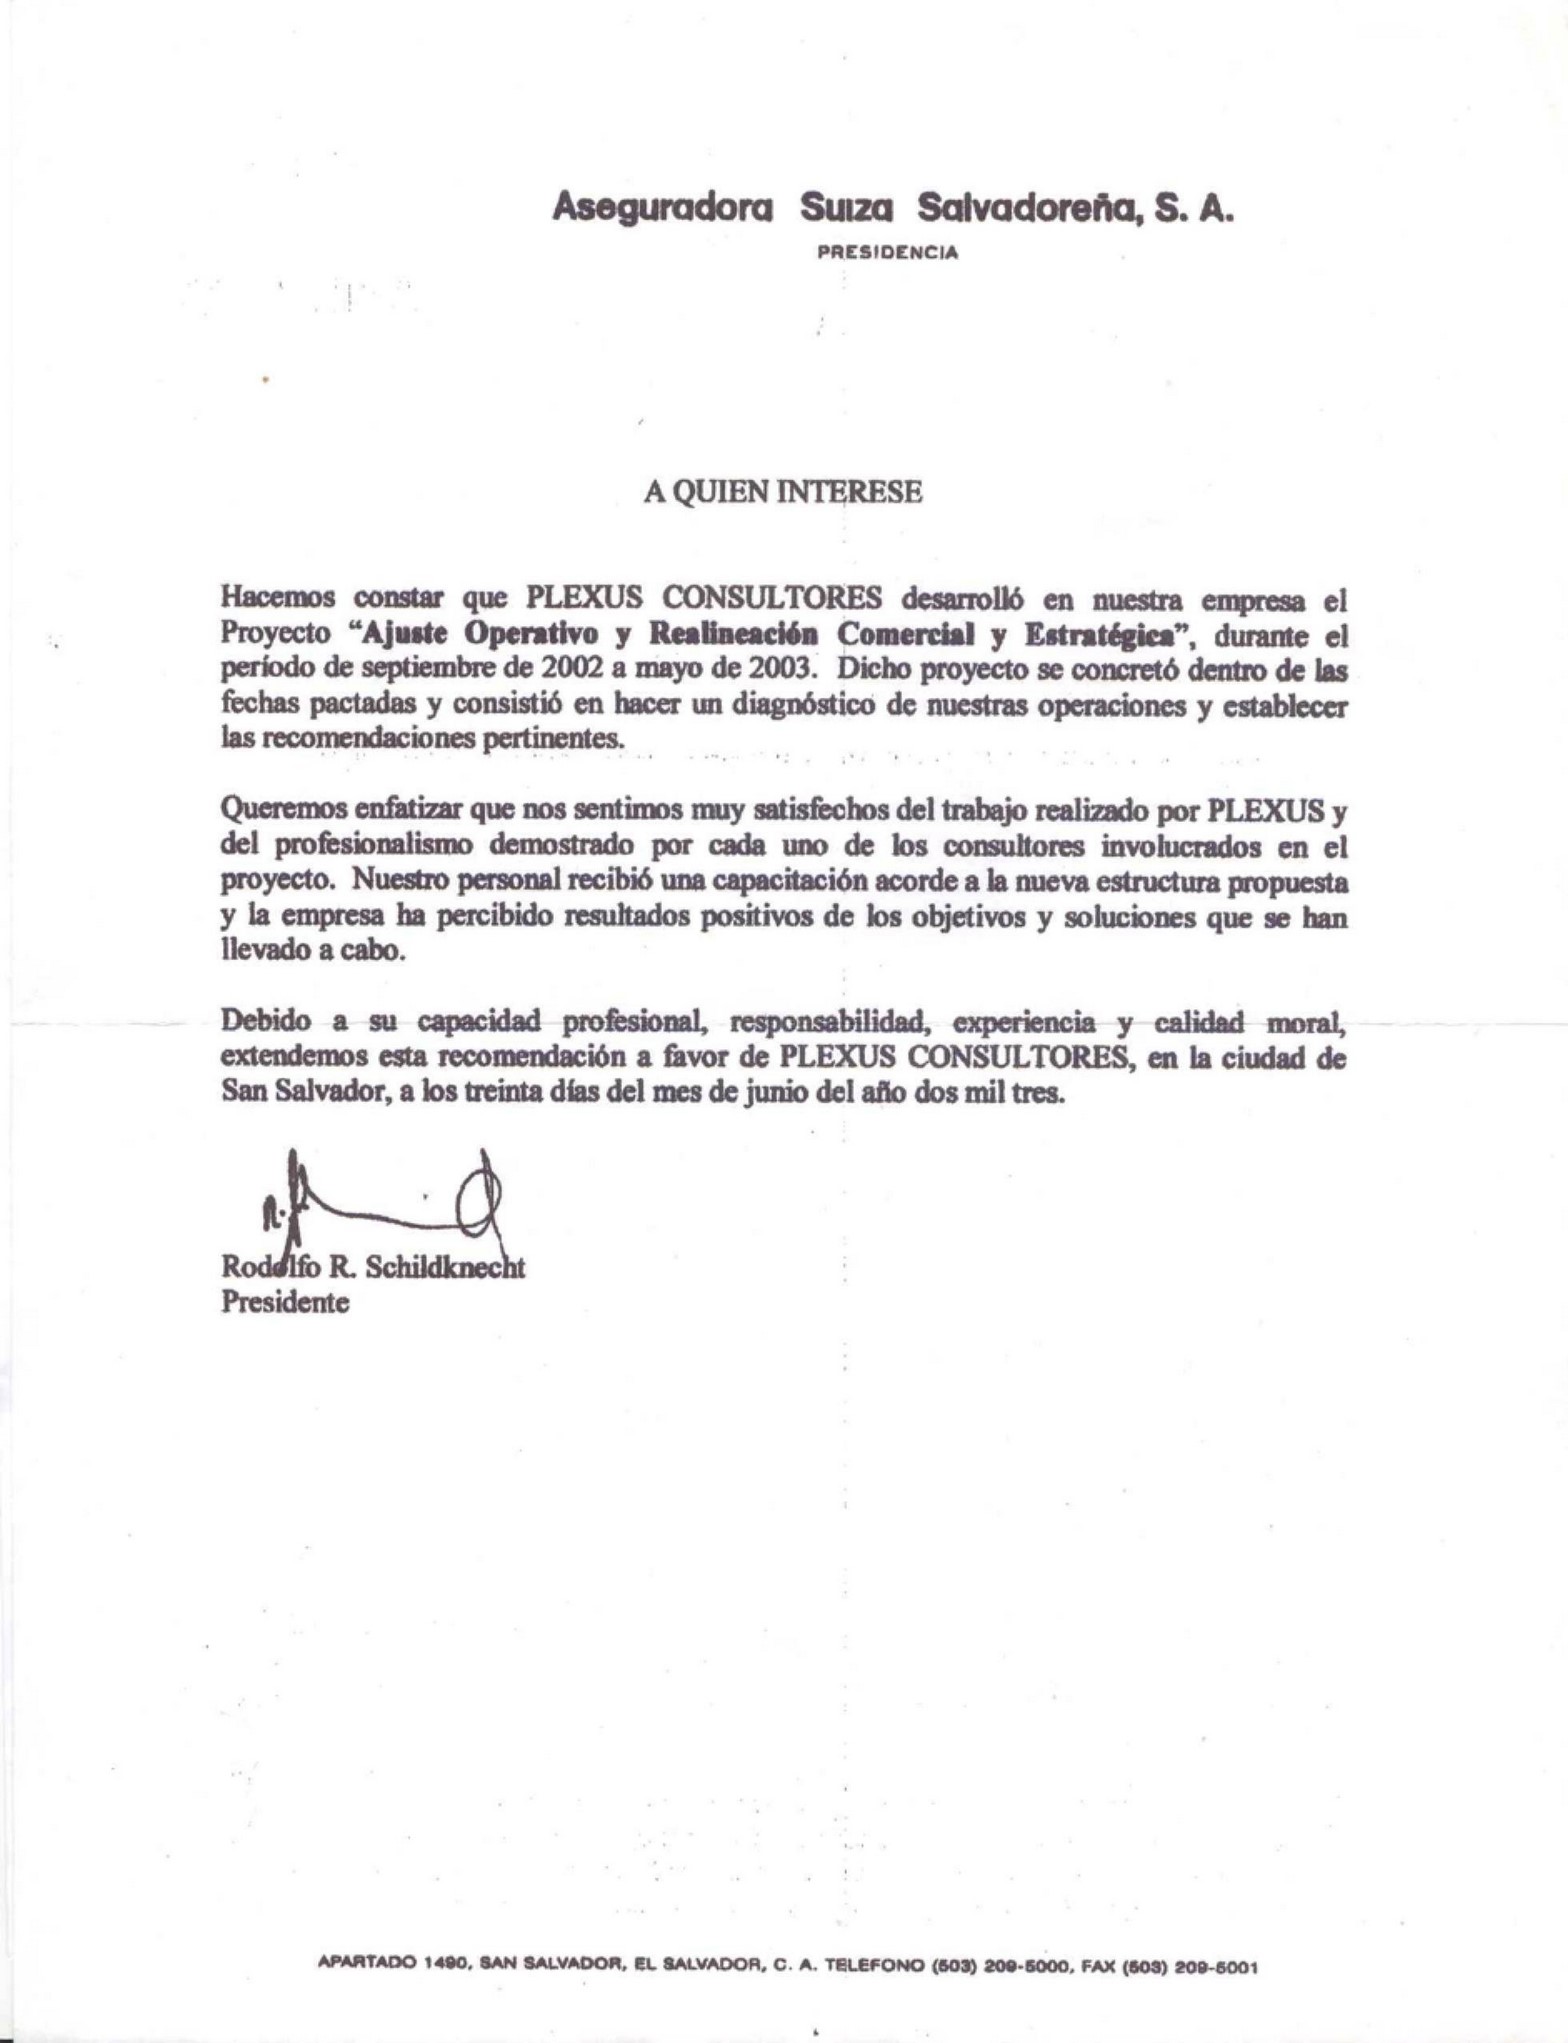 Aseguradora Suiza Salvadoreña, S. A.
PRESIDENCIA
A QUIEN INTERESE
Hacemos constar que PLEXUS CONSULTORES desarrolló en nuestra empresa el
Proyecto “Ajuste Operativo y Realineación Comercial y Estratégica”, durante el
período de septiembre de 2002 a mayo de 2003. Dicho proyecto se concretó dentro de las
fechas pactadas y consistió en hacer un diagnóstico de nuestras operaciones y establecer
las recomendaciones pertinentes.
Queremos enfatizar que nos sentimos muy satisfechos del trabajo realizado por PLEXUS y
del profesionalismo demostrado por cada uno de los consultores involucrados en el
proyecto. Nuestro personal recibió una capacitación acorde a la nueva estructura propuesta
y la empresa ha percibido resultados positivos de los objetivos y soluciones que se han
llevado a cabo.
Debido a su capacidad profesional, responsabilidad, experiencia y calidad moral,
extendemos esta recomendación a favor de PLEXUS CONSULTORES, en la ciudad de
San Salvador, a los treinta días del mes de junio del año dos mil tres.
Rodolfo R. Schildknecht
Presidente
APARTADO 1490, SAN SALVADOR, EL SALVADOR, C. A. TELEFONO (503) 209-5000, FAX (503) 209-5001